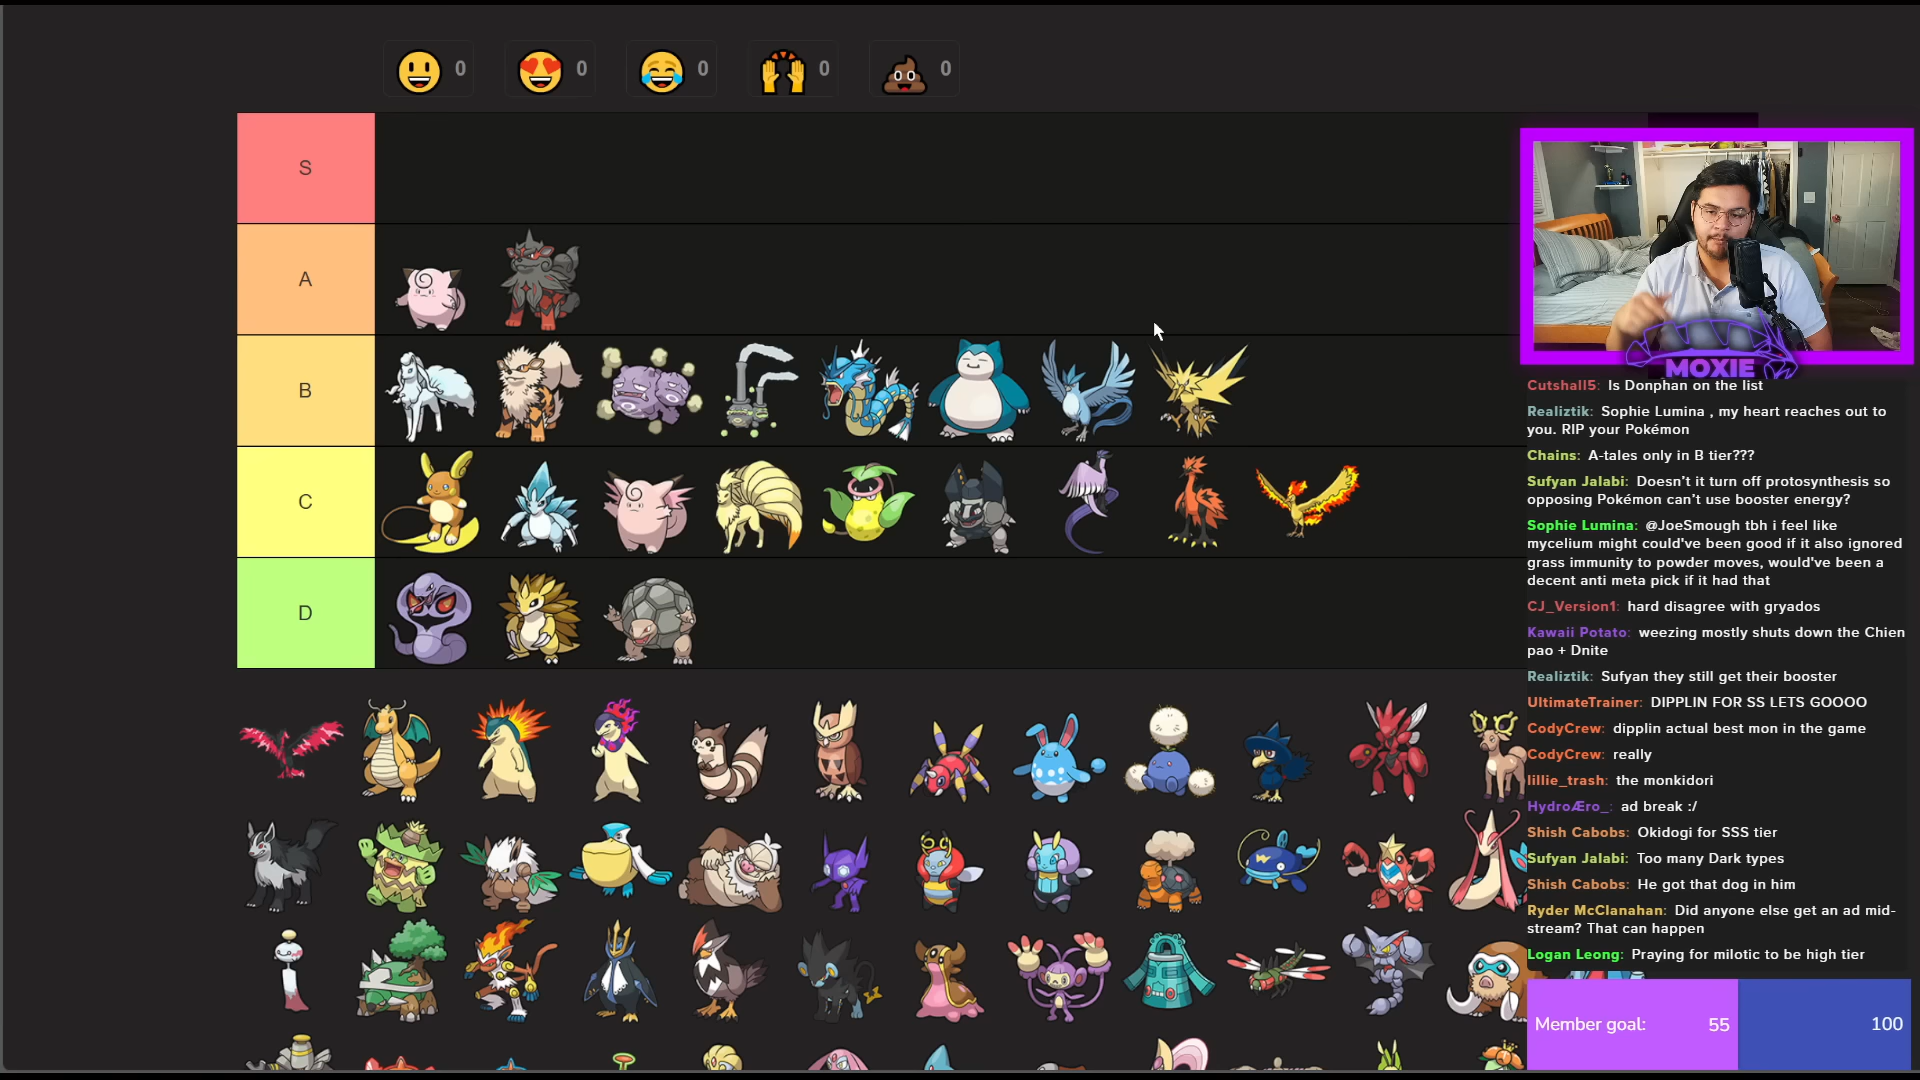 0
0
0
0
0
S
A
B
C
D
MOXIE
Cutshall5: Is Donphan on the list
Realiztik: Sophie Lumina , my heart reaches out to
you. RIP your Pokémon
Chains: A-tales only in B tier???
Sufyan Jalabi: Doesn't it turn off protosynthesis so
opposing Pokémon can't use booster energy?
Sophie Lumina: @JoeSmough tbh i feel like
mycelium might could've been good if it also ignored
grass immunity to powder moves, would've been a
decent anti meta pick if it had that
CJ_Version1: hard disagree with gryados
Kawaii Potato: weezing mostly shuts down the Chien
pao + Dnite
Realiztik: Sufyan they still get their booster
UltimateTrainer: DIPPLIN FOR SS LETS GOOOO
CodyCrew: dipplin actual best mon in the game
CodyCrew: really
lillie_trash: the monkidori
HydroÆro_: ad break :/
Shish Cabobs: Okidogi for SSS tier
Sufyan Jalabi: Too many Dark types
Shish Cabobs: He got that dog in him
Ryder McClanahan: Did anyone else get an ad mid-
stream? That can happen
Logan Leong: Praying for milotic to be high tier
Member goal: 55 100